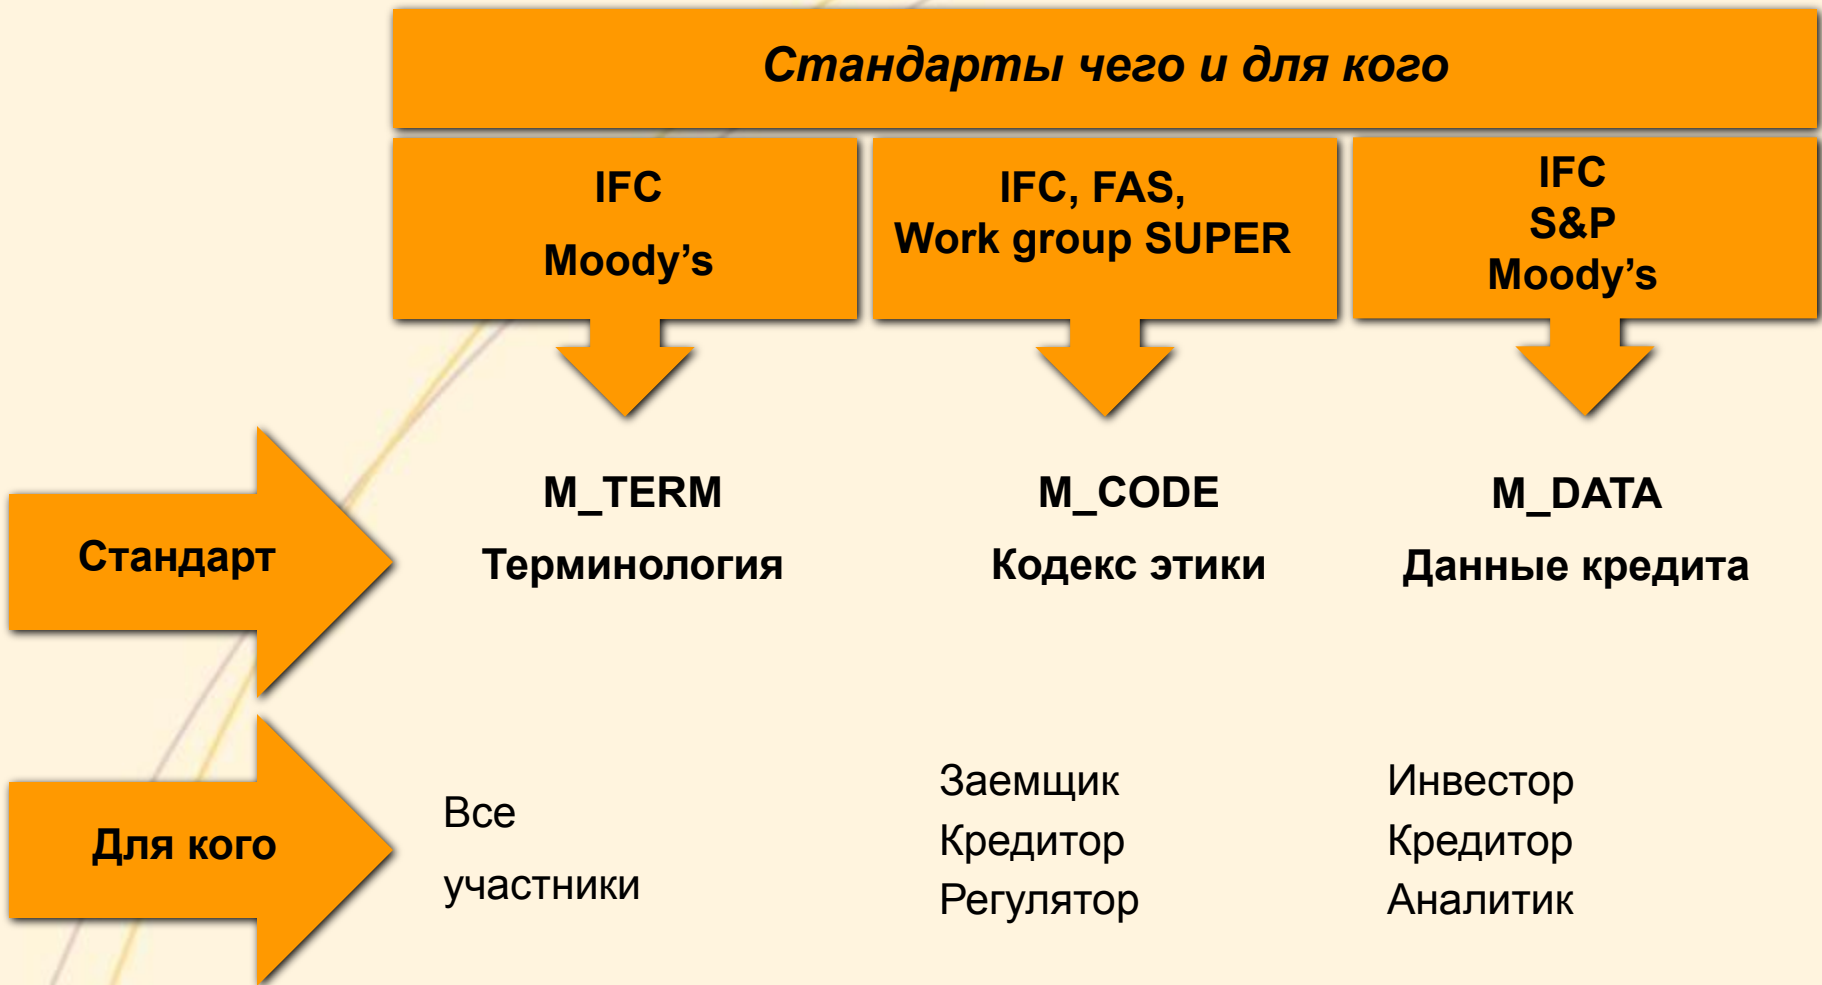 Стандарты чего и для кого
IFC
Moody’s
IFC, FAS,
Work group SUPER
IFC
S&P
Moody’s
Стандарт
M_TERM
Терминология
M_CODE
Кодекс этики
M_DATA
Данные кредита
Для кого
Все
участники
Заемщик
Кредитор
Регулятор
Инвестор
Кредитор
Аналитик